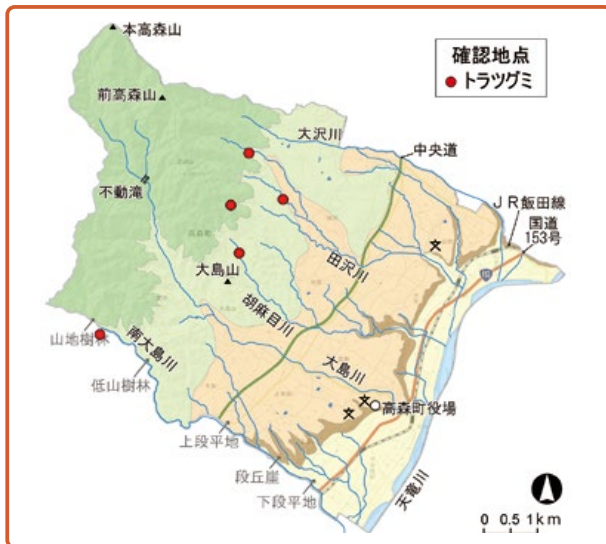 本高森山
確認地点
トラツグミ
前高森山
大沢川
中央道
不動滝
JR飯田線
国道
153号
田沢川
大島山
胡麻目川
山地樹林
南大島川
大島川
低山樹林
高森町役場
上段平地
段丘崖
下段平地
天竜川
0 0.5 1km